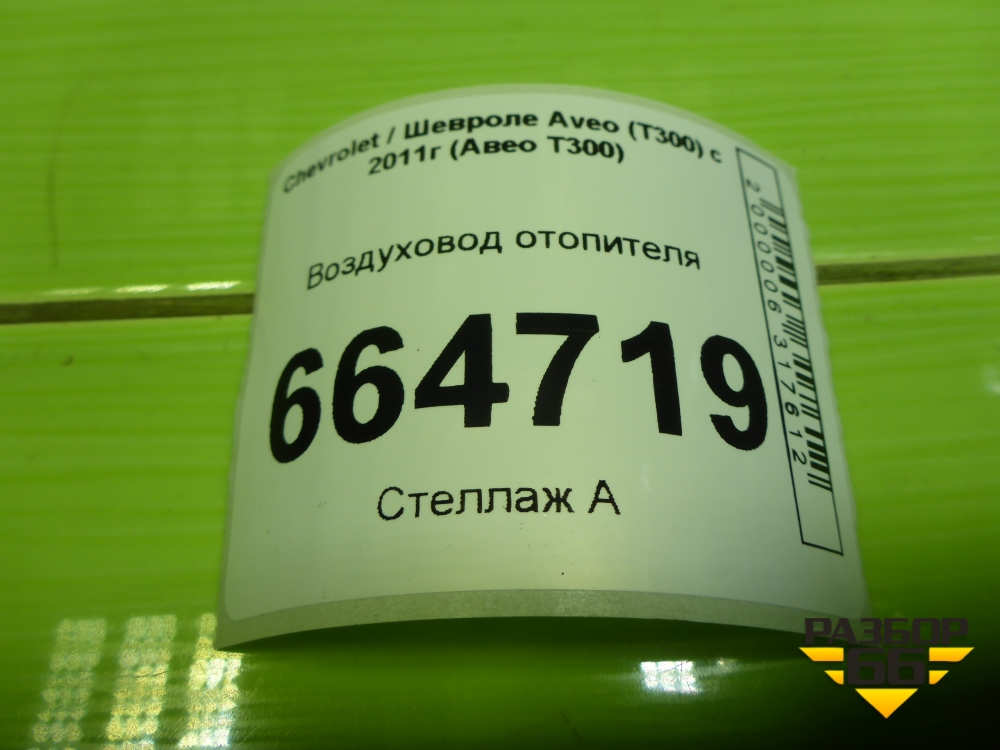 Chevrolet / Шевроле Aveo (T300) с
2011г (Авео Т300)
Воздуховод отопителя
664719
Стеллаж А
2000006317612
РАЗБОР
66